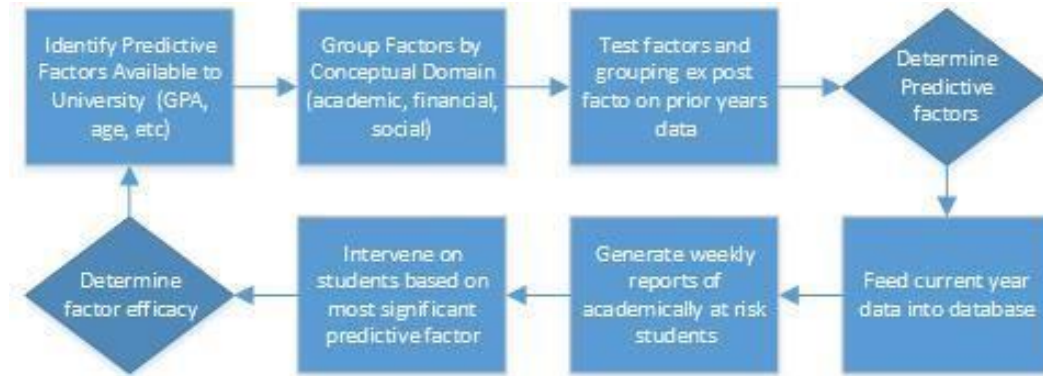 Identify Predictive
Factors Available to
University (GPA,
age, etc)
Group Factors by
Conceptual Domain
(academic, financial,
social)
Test factors and
grouping ex post
facto on prior years
data
Determine
Predictive
factors
Feed current year
data into database
Generate weekly
reports of
academically at risk
students
Intervene on
students based on
most significant
predictive factor
Determine
factor efficacy